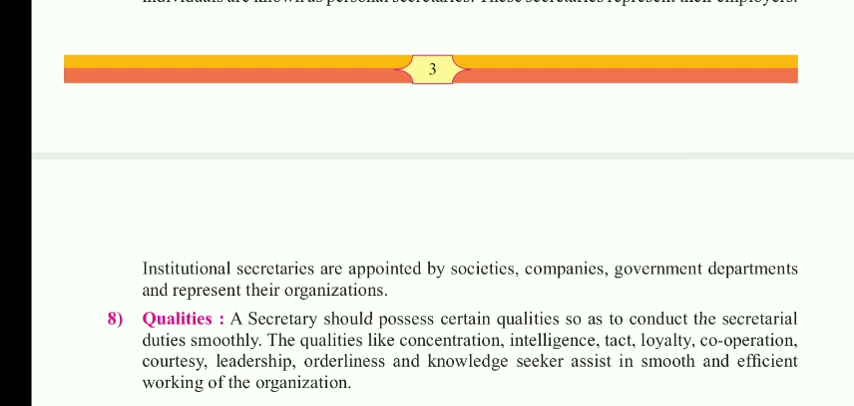 3
Institutional secretaries are appointed by societies, companies, government departments
and represent their organizations.
8) Qualities : A Secretary should possess certain qualities so as to conduct the secretarial
duties smoothly. The qualities like concentration, intelligence, tact, loyalty, co-operation,
courtesy, leadership, orderliness and knowledge seeker assist in smooth and efficient
working of the organization.